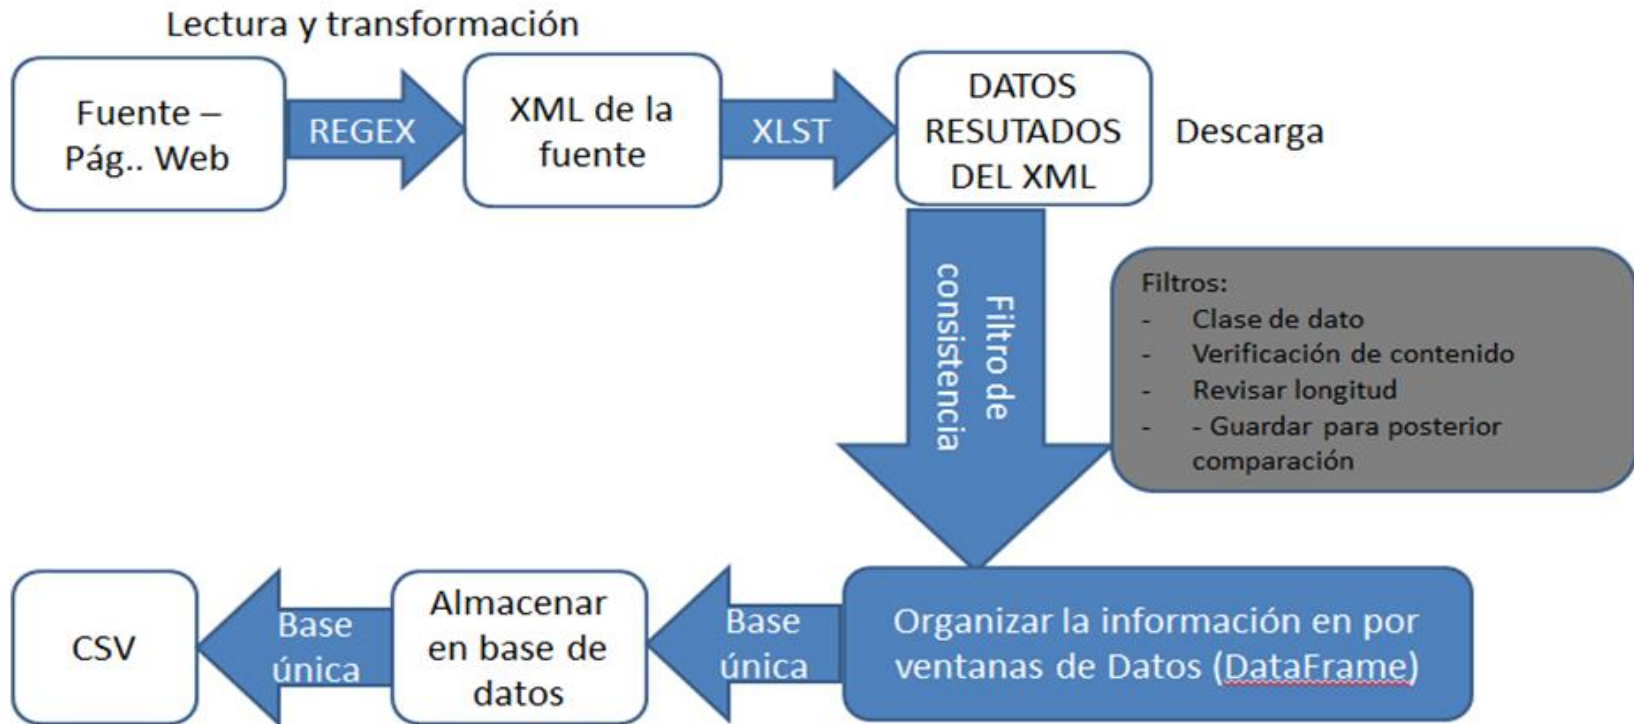 Lectura y transformación
Fuente –
Pág.. Web
REGEX
XML de la
fuente
XLST
DATOS
RESUTADOS
DEL XML
Descarga
Filtro de
consistencia
Filtros:
- Clase de dato
- Verificación de contenido
- Revisar longitud
- - Guardar para posterior
comparación
Organizar la información en por
ventanas de Datos (DataFrame)
Base
única
Almacenar
en base de
datos
Base
única
CSV